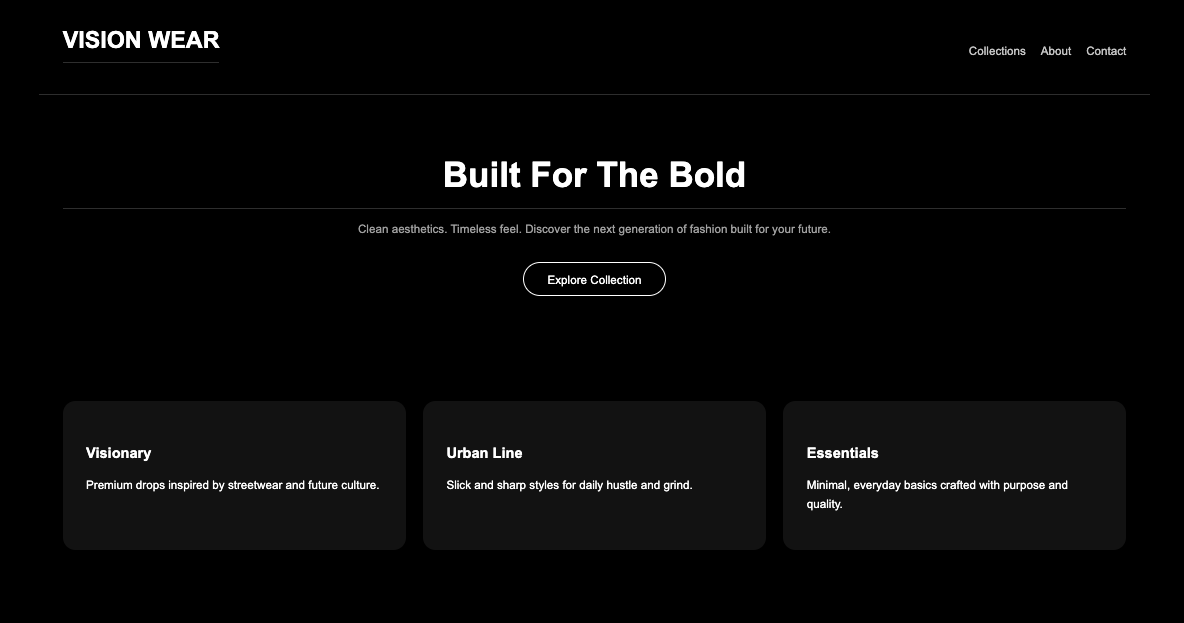 VISION WEAR
Collections About Contact
Built For The Bold
Clean aesthetics. Timeless feel. Discover the next generation of fashion built for your future.
Explore Collection
Visionary
Premium drops inspired by streetwear and future culture.
Urban Line
Slick and sharp styles for daily hustle and grind.
Essentials
Minimal, everyday basics crafted with purpose and
quality.